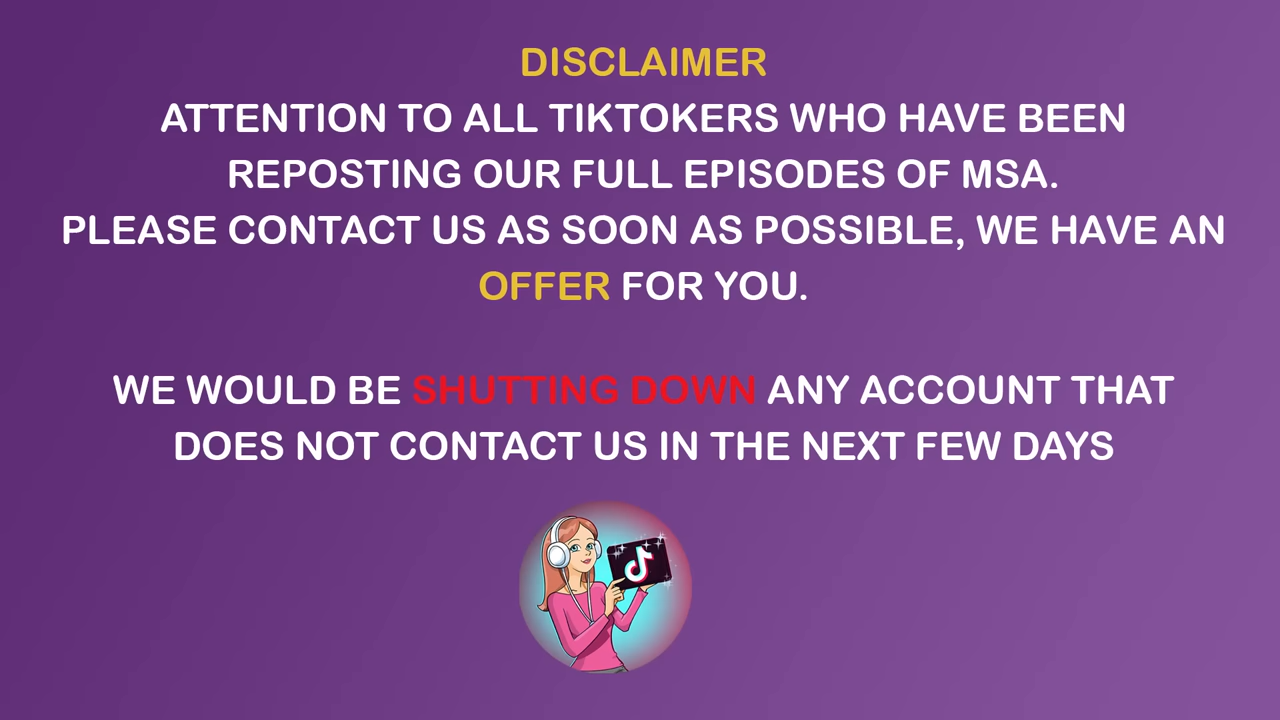 DISCLAIMER
ATTENTION TO ALL TIKTOKERS WHO HAVE BEEN
REPOSTING OUR FULL EPISODES OF MSA.
PLEASE CONTACT US AS SOON AS POSSIBLE, WE HAVE AN
OFFER FOR YOU.
WE WOULD BE SHUTTING DOWN ANY ACCOUNT THAT
DOES NOT CONTACT US IN THE NEXT FEW DAYS